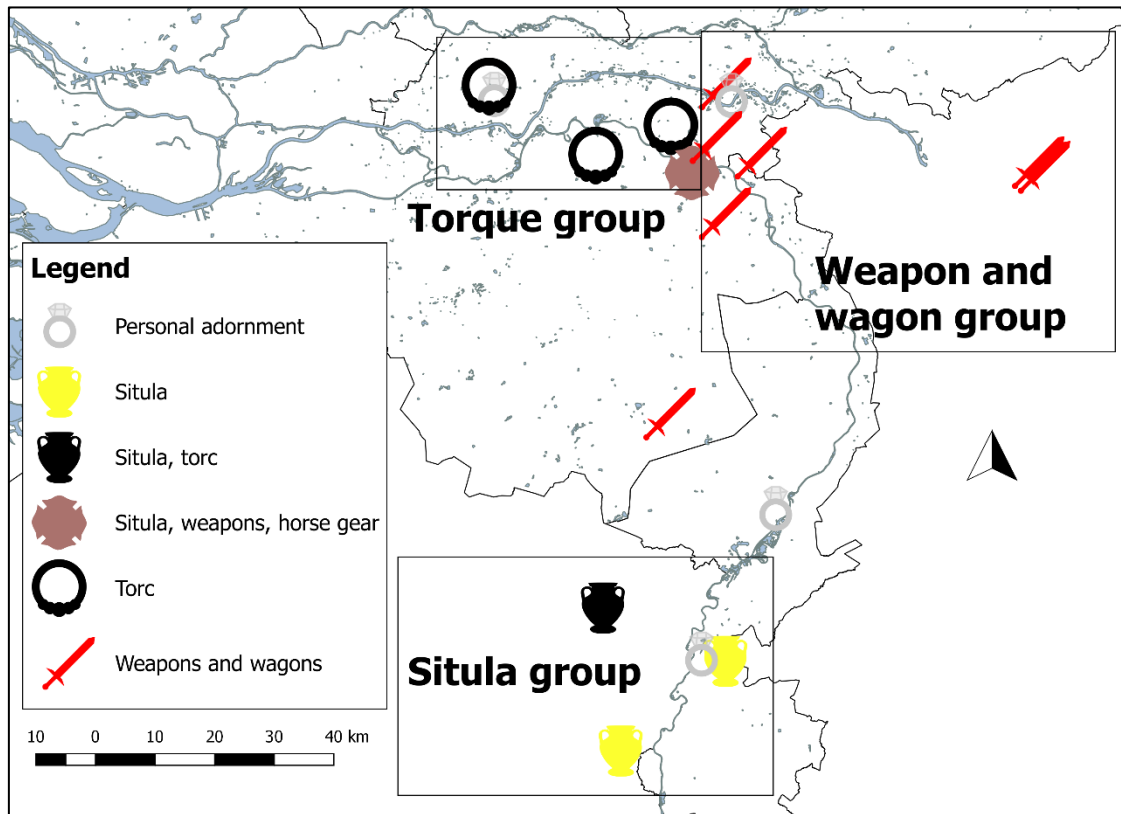 Torque group
Weapon and
wagon group
Legend
Personal adornment
Situla
Situla, torc
Situla, weapons, horse gear
Torc
Weapons and wagons
Situla group
10 0 10 20 30 40 km